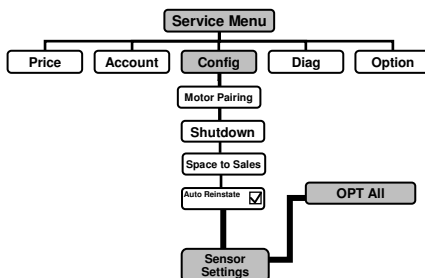 Service Menu
Price
Account
Config
Diag
Option
Motor Pairing
Shutdown
Space to Sales
Auto Reinstate
OPT All
Sensor
Settings